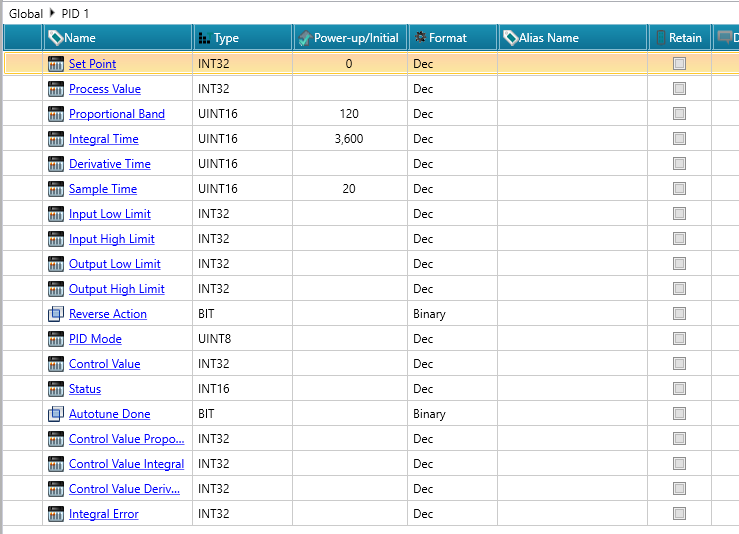 Global PID 1
Name Type Power-up/Initial Format Alias Name Retain D
Set Point INT32 0 Dec
Process Value INT32 Dec
Proportional Band UINT16 120 Dec
Integral Time UINT16 3,600 Dec
Derivative Time UINT16 Dec
Sample Time UINT16 20 Dec
Input Low Limit INT32 Dec
Input High Limit INT32 Dec
Output Low Limit INT32 Dec
Output High Limit INT32 Dec
Reverse Action BIT Binary
PID Mode UINT8 Dec
Control Value INT32 Dec
Status INT16 Dec
Autotune Done BIT Binary
Control Value Propo... INT32 Dec
Control Value Integral INT32 Dec
Control Value Deriv... INT32 Dec
Integral Error INT32 Dec